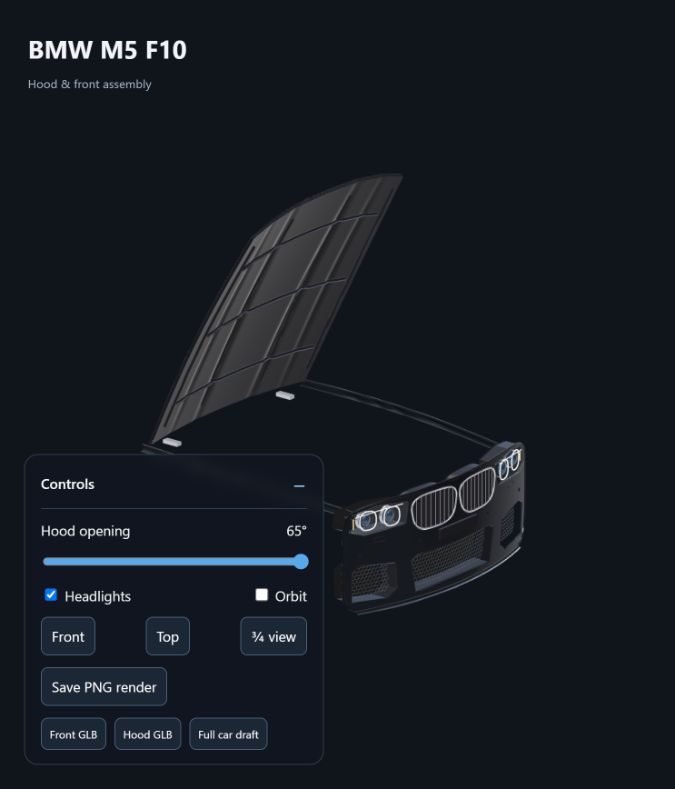 BMW M5 F10
Hood & front assembly
Controls −
Hood opening 65°
Headlights Orbit
Front Top ¾ view
Save PNG render
Front GLB Hood GLB Full car draft